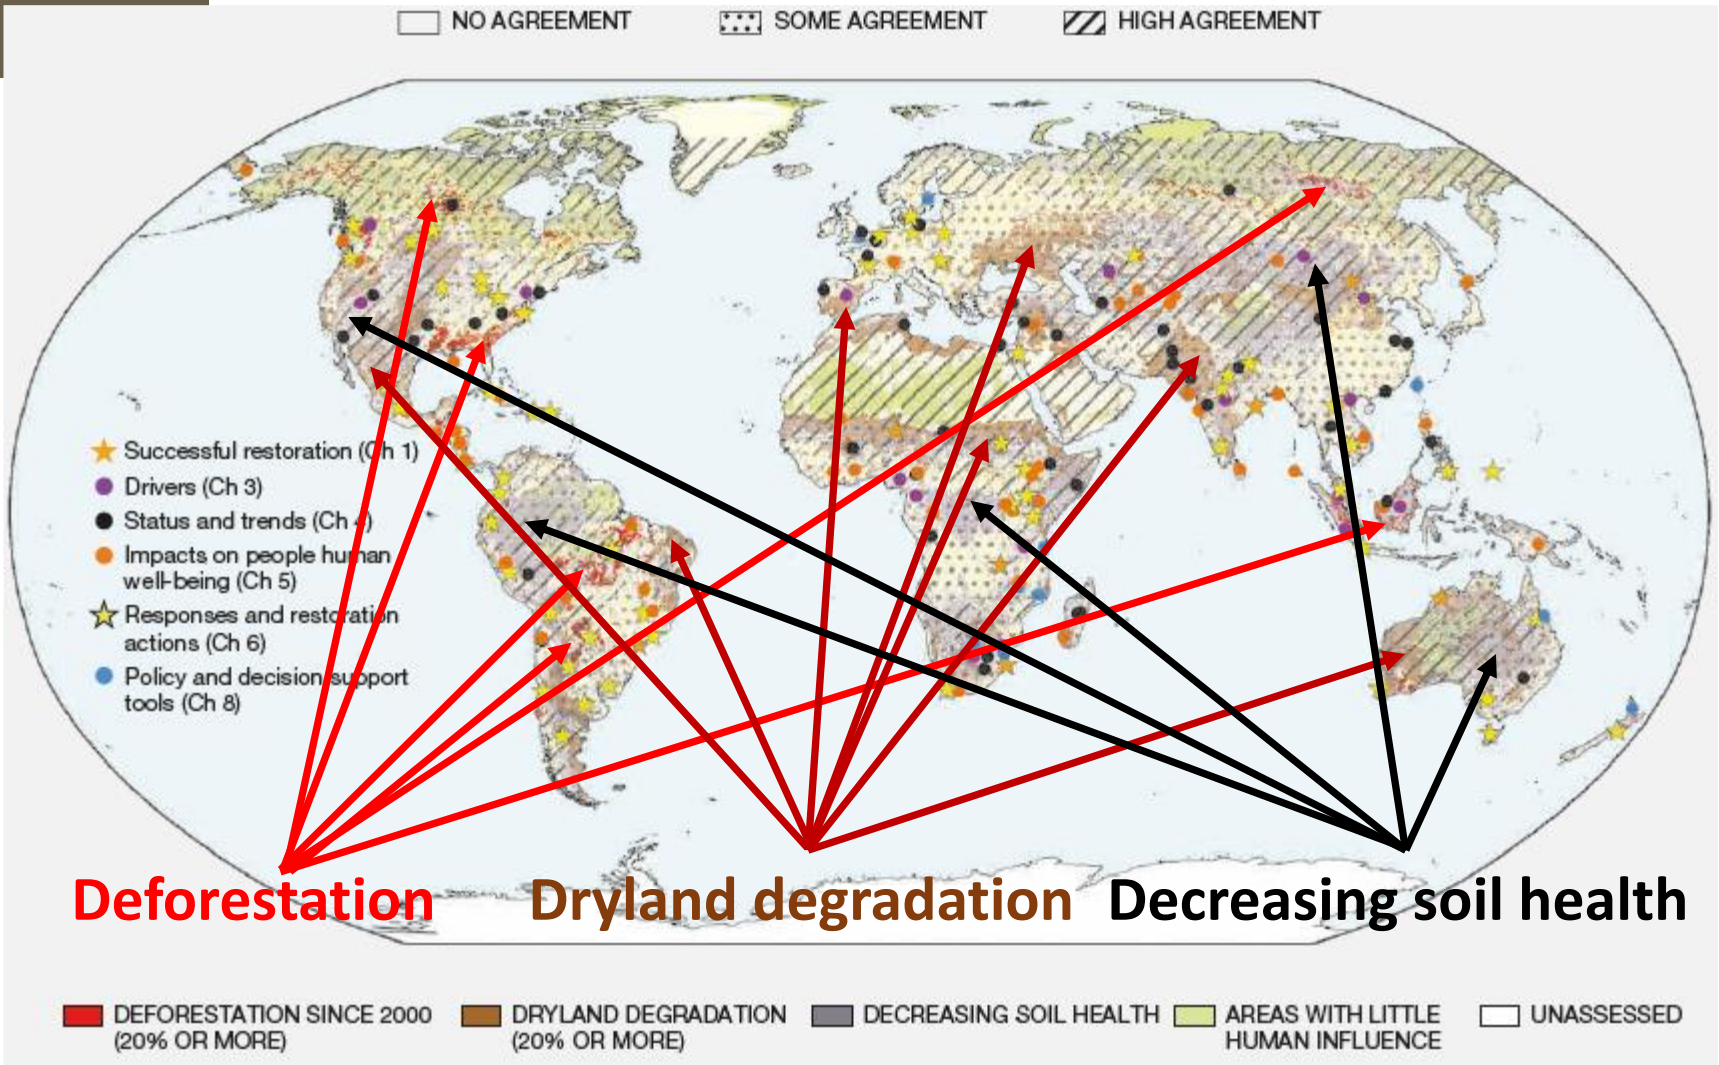 NO AGREEMENT
SOME AGREEMENT
HIGH AGREEMENT
Successful restoration (Ch 1)
Drivers (Ch 3)
Status and trends (Ch 4)
Impacts on people human
well-being (Ch 5)
Responses and restoration
actions (Ch 6)
Policy and decision support
tools (Ch 8)
Deforestation
Dryland degradation
Decreasing soil health
DEFORESTATION SINCE 2000
(20% OR MORE)
DRYLAND DEGRADATION
(20% OR MORE)
DECREASING SOIL HEALTH
AREAS WITH LITTLE
HUMAN INFLUENCE
UNASSESSED